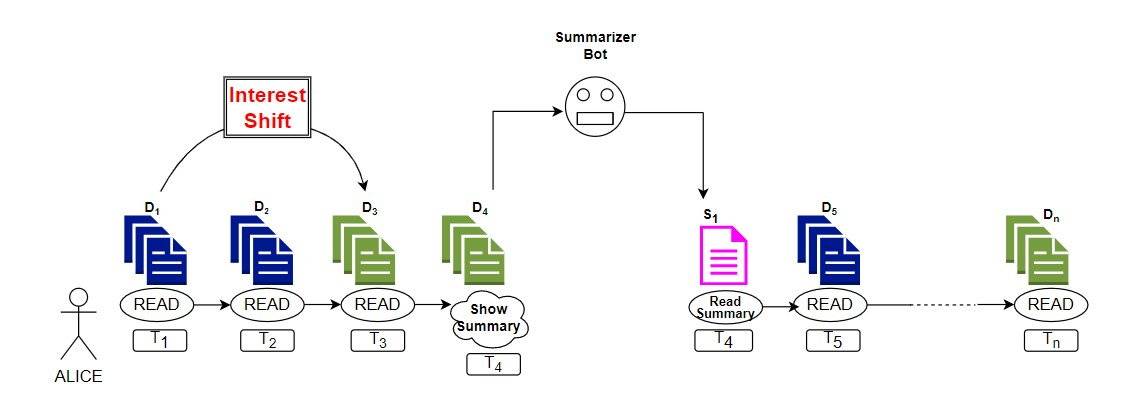 Summarizer
Bot
Interest
Shift
D1
D2
D3
D4
S1
D5
Dn
READ
READ
READ
Show
Summary
Read
Summary
READ
READ
T1
T2
T3
T4
T4
T5
Tn
ALICE